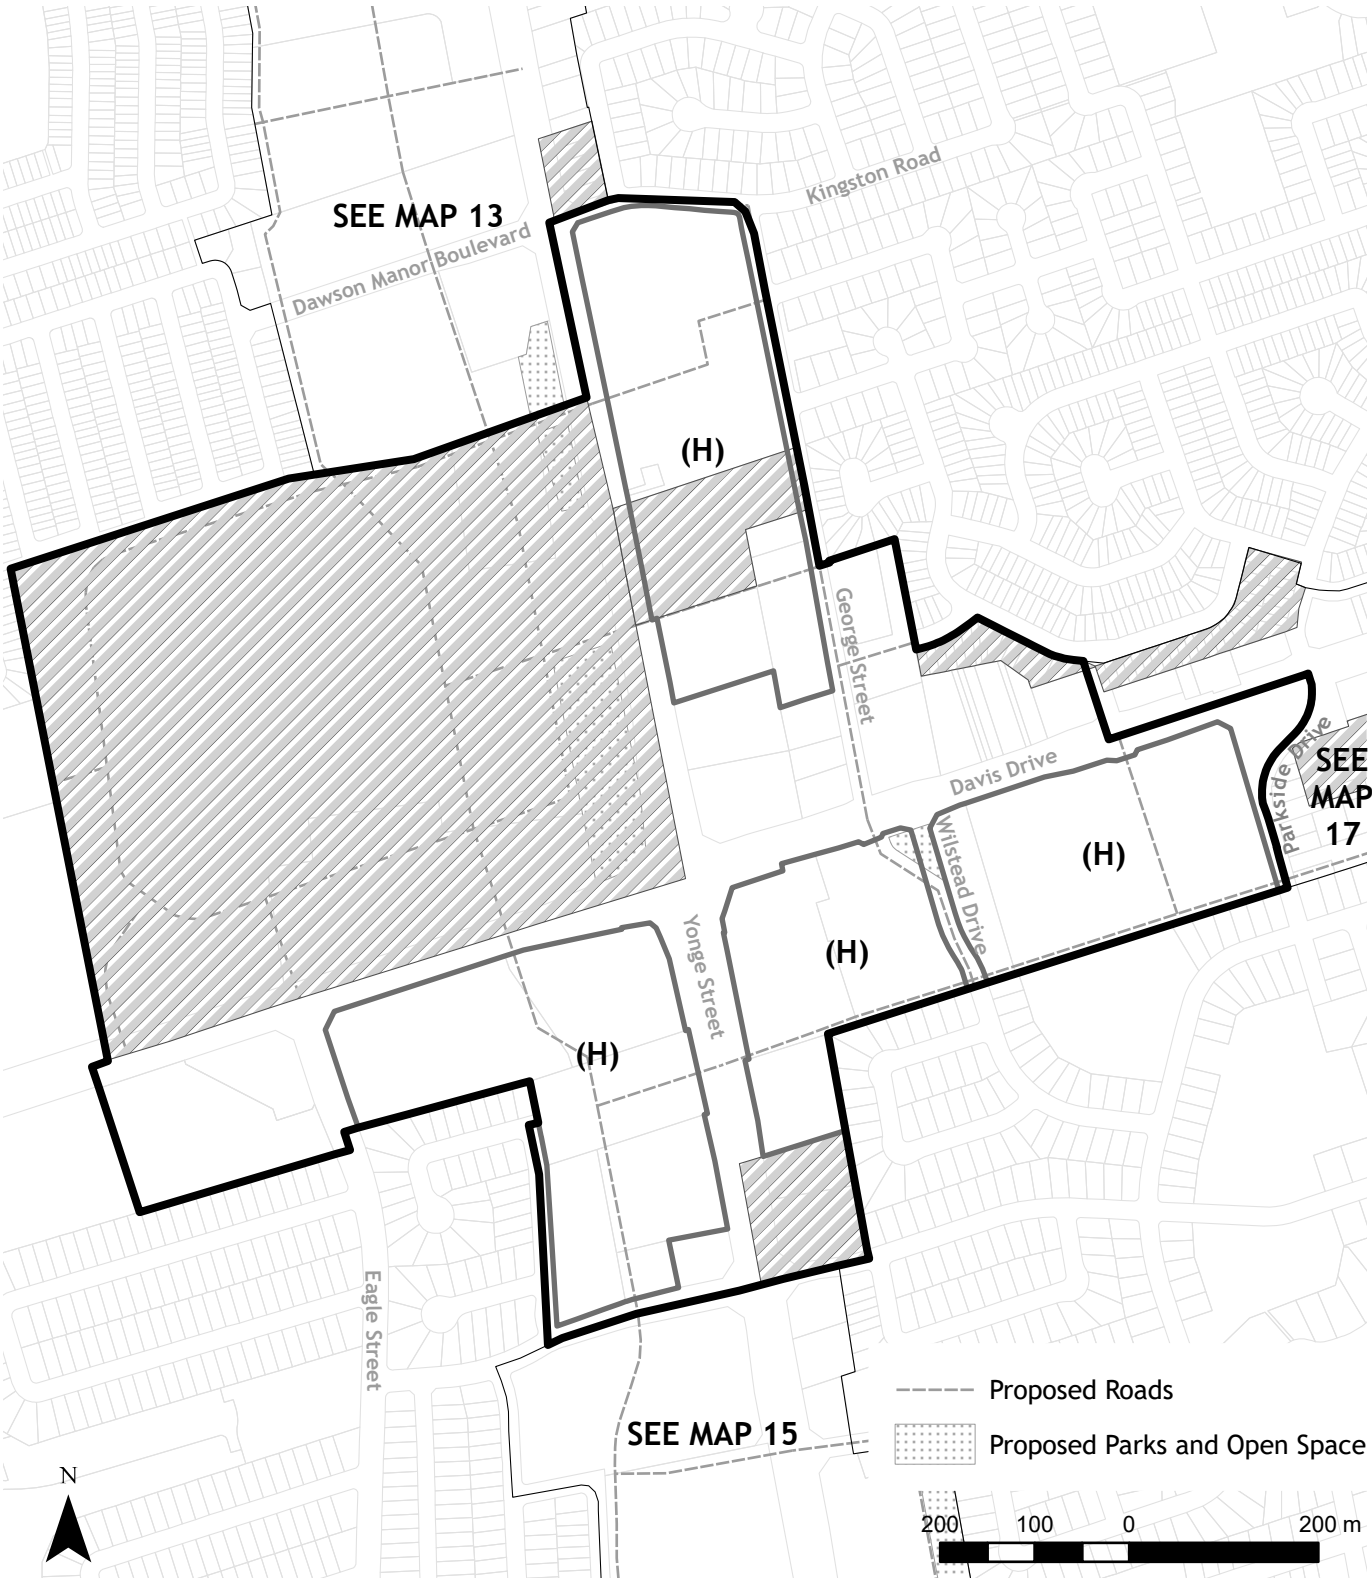 Kingston Road
SEE MAP 13
Dawson Manor Boulevard
(H)
George Street
Davis Drive
Parkside Drive
SEE
MAP
17
Wilstead Drive
(H)
(H)
Yonge Street
(H)
Eagle Street
SEE MAP 15
Proposed Roads
Proposed Parks and Open Space
N
200 100 0 200 m